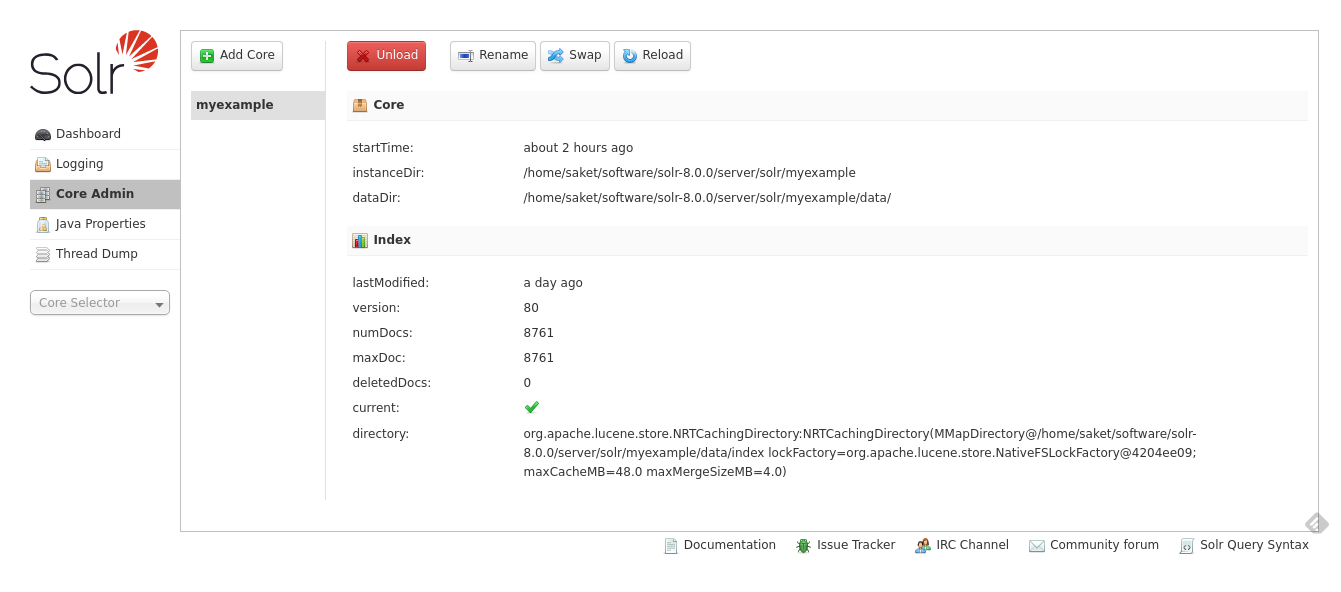 Solr
Dashboard
Logging
Core Admin
Java Properties
Thread Dump
Core Selector
Add Core
myexample
Unload
Rename
Swap
Reload
Core
startTime: about 2 hours ago
instanceDir: /home/saket/software/solr-8.0.0/server/solr/myexample
dataDir: /home/saket/software/solr-8.0.0/server/solr/myexample/data/
Index
lastModified: a day ago
version: 80
numDocs: 8761
maxDoc: 8761
deletedDocs: 0
current:
directory: org.apache.lucene.store.NRTCachingDirectory:NRTCachingDirectory(MMapDirectory@/home/saket/software/solr-
8.0.0/server/solr/myexample/data/index lockFactory=org.apache.lucene.store.NativeFSLockFactory@4204ee09;
maxCacheMB=48.0 maxMergeSizeMB=4.0)
Documentation Issue Tracker IRC Channel Community forum Solr Query Syntax